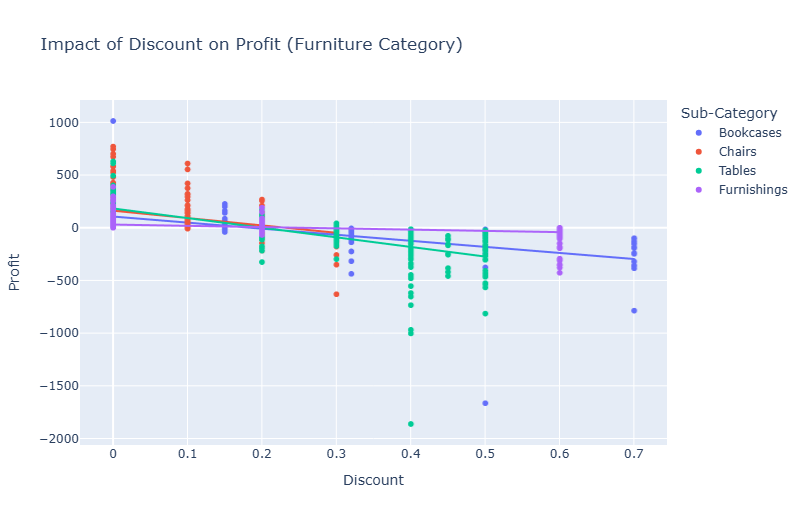 Impact of Discount on Profit (Furniture Category)
Sub-Category
Bookcases
Chairs
Tables
Furnishings
1000
500
0
−500
−1000
−1500
−2000
Profit
0
0.1
0.2
0.3
0.4
0.5
0.6
0.7
Discount